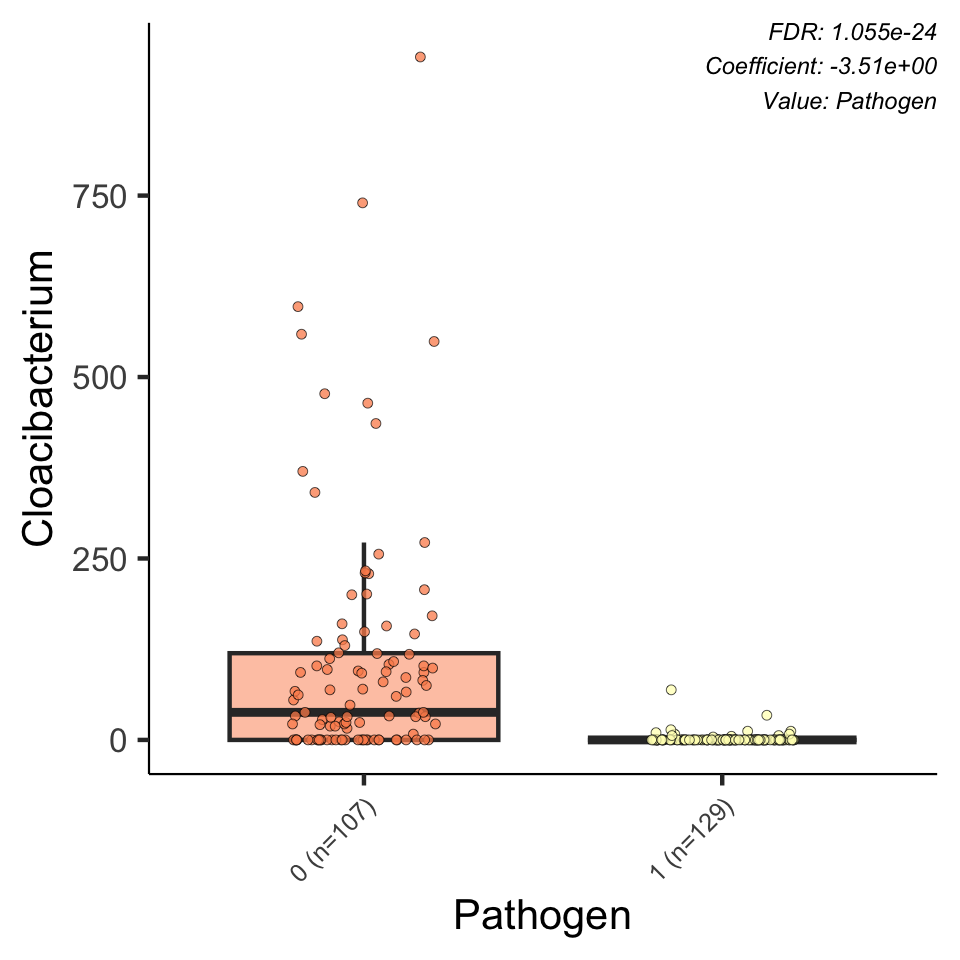 FDR: 1.055e-24
Coefficient: -3.51e+00
Value: Pathogen
Cloacibacterium
750
500
250
0
0 (n=107)
1 (n=129)
Pathogen